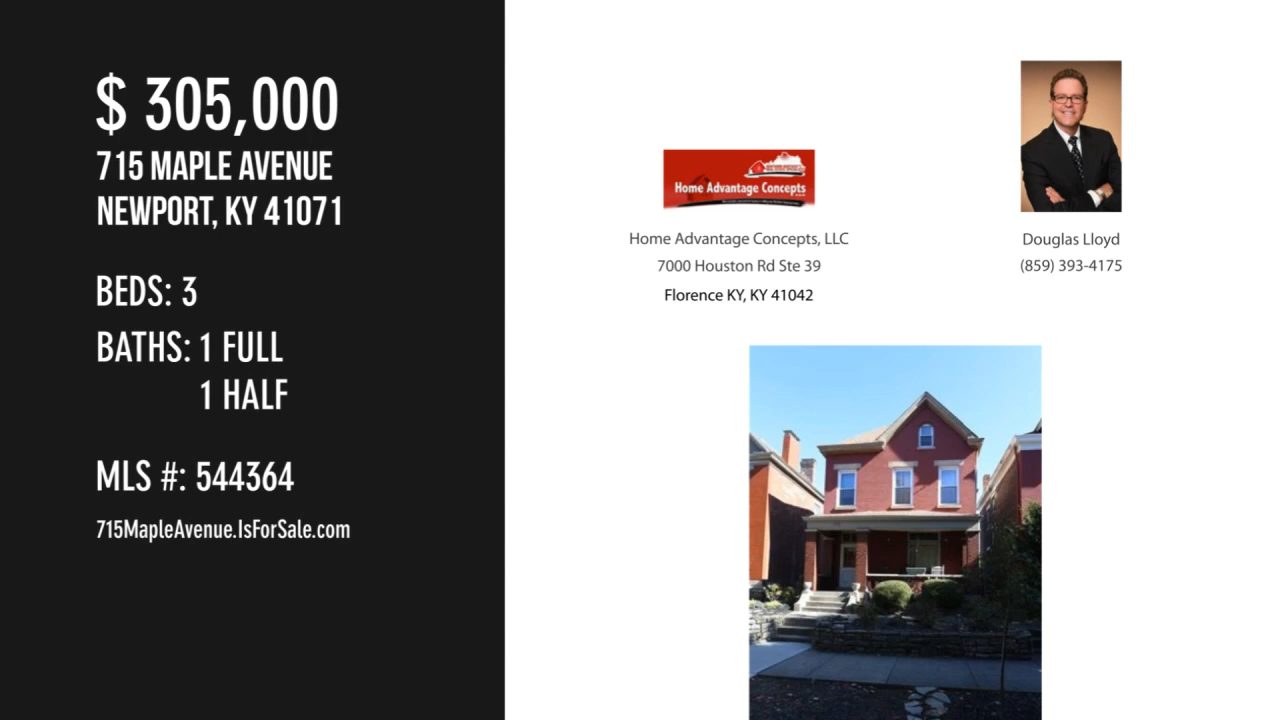 $ 305,000
715 MAPLE AVENUE
NEWPORT, KY 41071
BEDS: 3
BATHS: 1 FULL
1 HALF
MLS #: 544364
715MapleAvenue.IsForSale.com
Home Advantage Concepts
Home Advantage Concepts, LLC
7000 Houston Rd Ste 39
Florence KY, KY 41042
Douglas Lloyd
(859) 393-4175